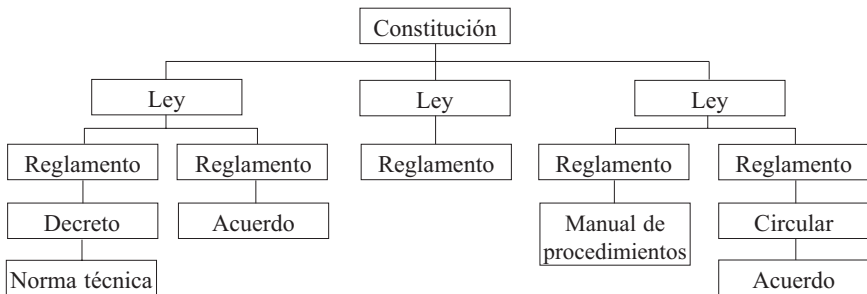 Constitución
Ley
Ley
Ley
Reglamento
Reglamento
Reglamento
Reglamento
Reglamento
Decreto
Acuerdo
Manual de
procedimientos
Circular
Norma técnica
Acuerdo